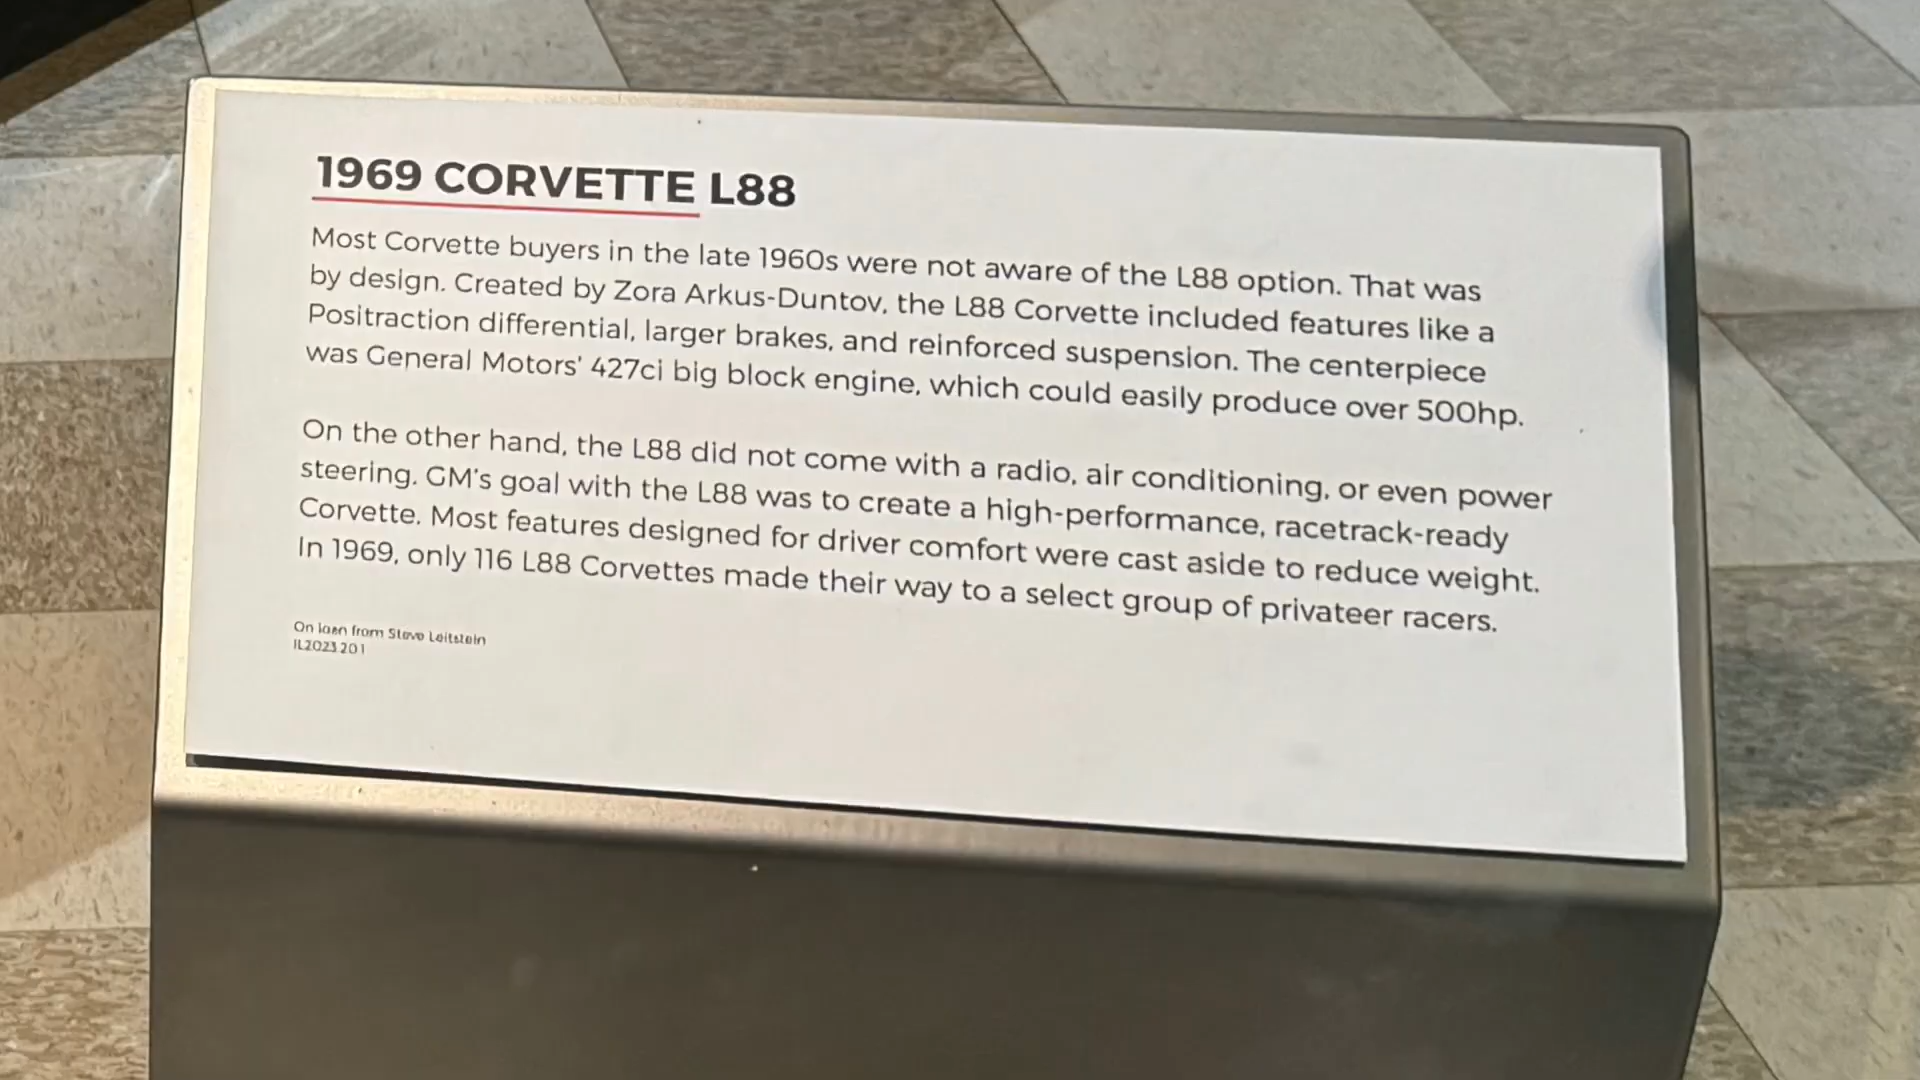 1969 CORVETTE L88
Most Corvette buyers in the late 1960s were not aware of the L88 option. That was
by design. Created by Zora Arkus-Duntov, the L88 Corvette included features like a
Positraction differential, larger brakes, and reinforced suspension. The centerpiece
was General Motors' 427ci big block engine, which could easily produce over 500hp.
On the other hand, the L88 did not come with a radio, air conditioning, or even power
steering. GM's goal with the L88 was to create a high-performance, racetrack-ready
Corvette. Most features designed for driver comfort were cast aside to reduce weight.
In 1969, only 116 L88 Corvettes made their way to a select group of privateer racers.
On loan from Steve
IL2023 20 1